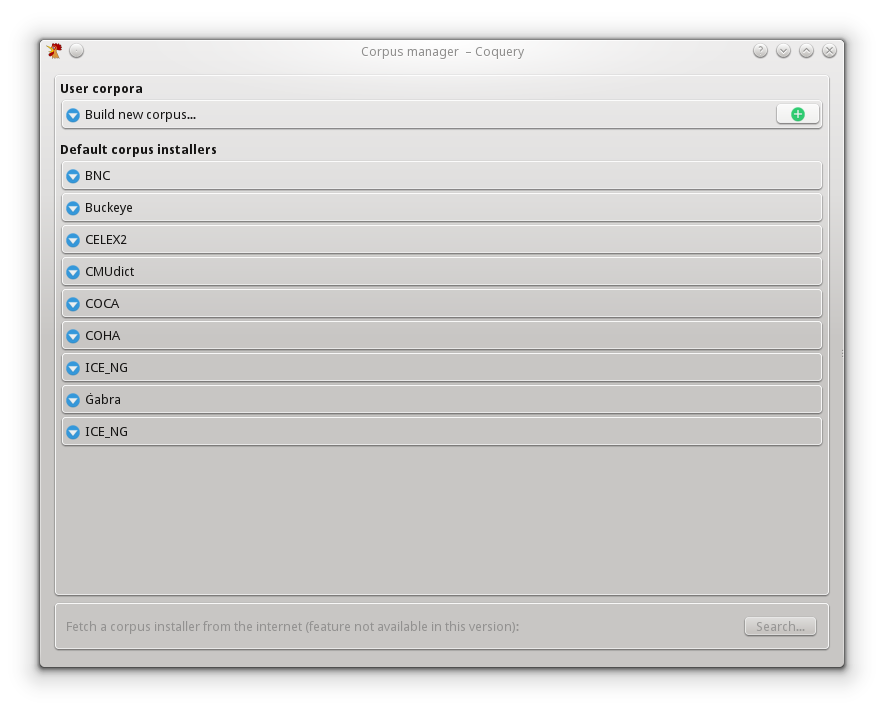 Corpus manager – Coquery
User corpora
Build new corpus...
Default corpus installers
BNC
Buckeye
CELEX2
CMUdict
COCA
COHA
ICE_NG
Ġabra
ICE_NG
Fetch a corpus installer from the internet (feature not available in this version):
Search...